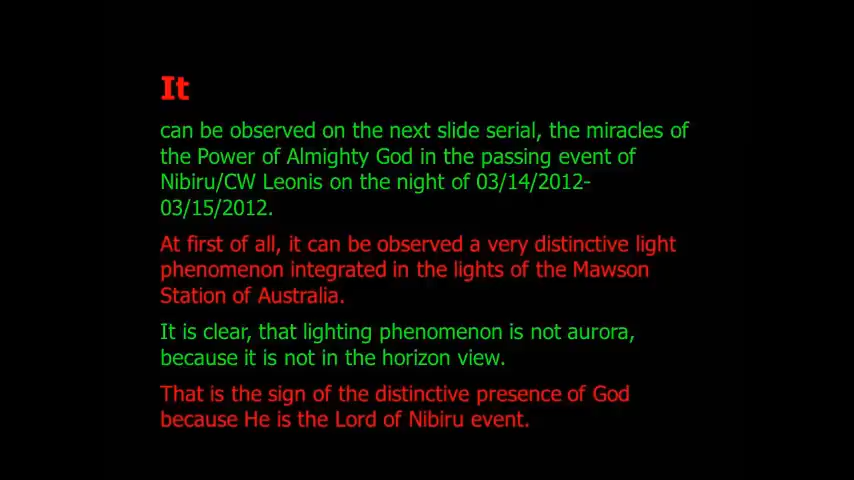 It
can be observed on the next slide serial, the miracles of
the Power of Almighty God in the passing event of
Nibiru/CW Leonis on the night of 03/14/2012-
03/15/2012.
At first of all, it can be observed a very distinctive light
phenomenon integrated in the lights of the Mawson
Station of Australia.
It is clear, that lighting phenomenon is not aurora,
because it is not in the horizon view.
That is the sign of the distinctive presence of God
because He is the Lord of Nibiru event.